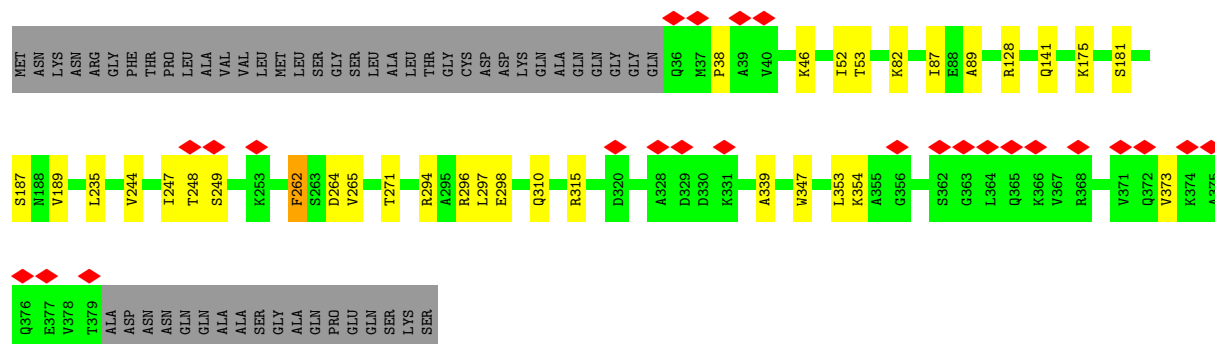 MET ASN LYS ASN ARG GLY PHE THR PRO LEU ALA VAL VAL LEU MET LEU SER GLY SER LEU ALA LEU THR GLY CYS ASP ASP LYS GLN ALA GLN GLN GLY GLY GLN Q36 M37 P38 A39 V40 K46 I52 T53 K82 I87 E88 A89 R128 Q141 K175 S181
S187 N188 V189 L235 V244 I247 T248 S249 K253 F262 S263 D264 V265 T271 R294 A295 R296 L297 E298 Q310 R315 D320 A328 D329 D330 K331 A339 W347 L353 K354 A355 G356 S362 G363 L364 Q365 K366 V367 R368 V371 Q372 V373 K374 A375
Q376 E377 V378 T379 ALA ASP ASN ASN GLN GLN ALA ALA SER GLY ALA GLN PRO GLU GLN SER LYS SER